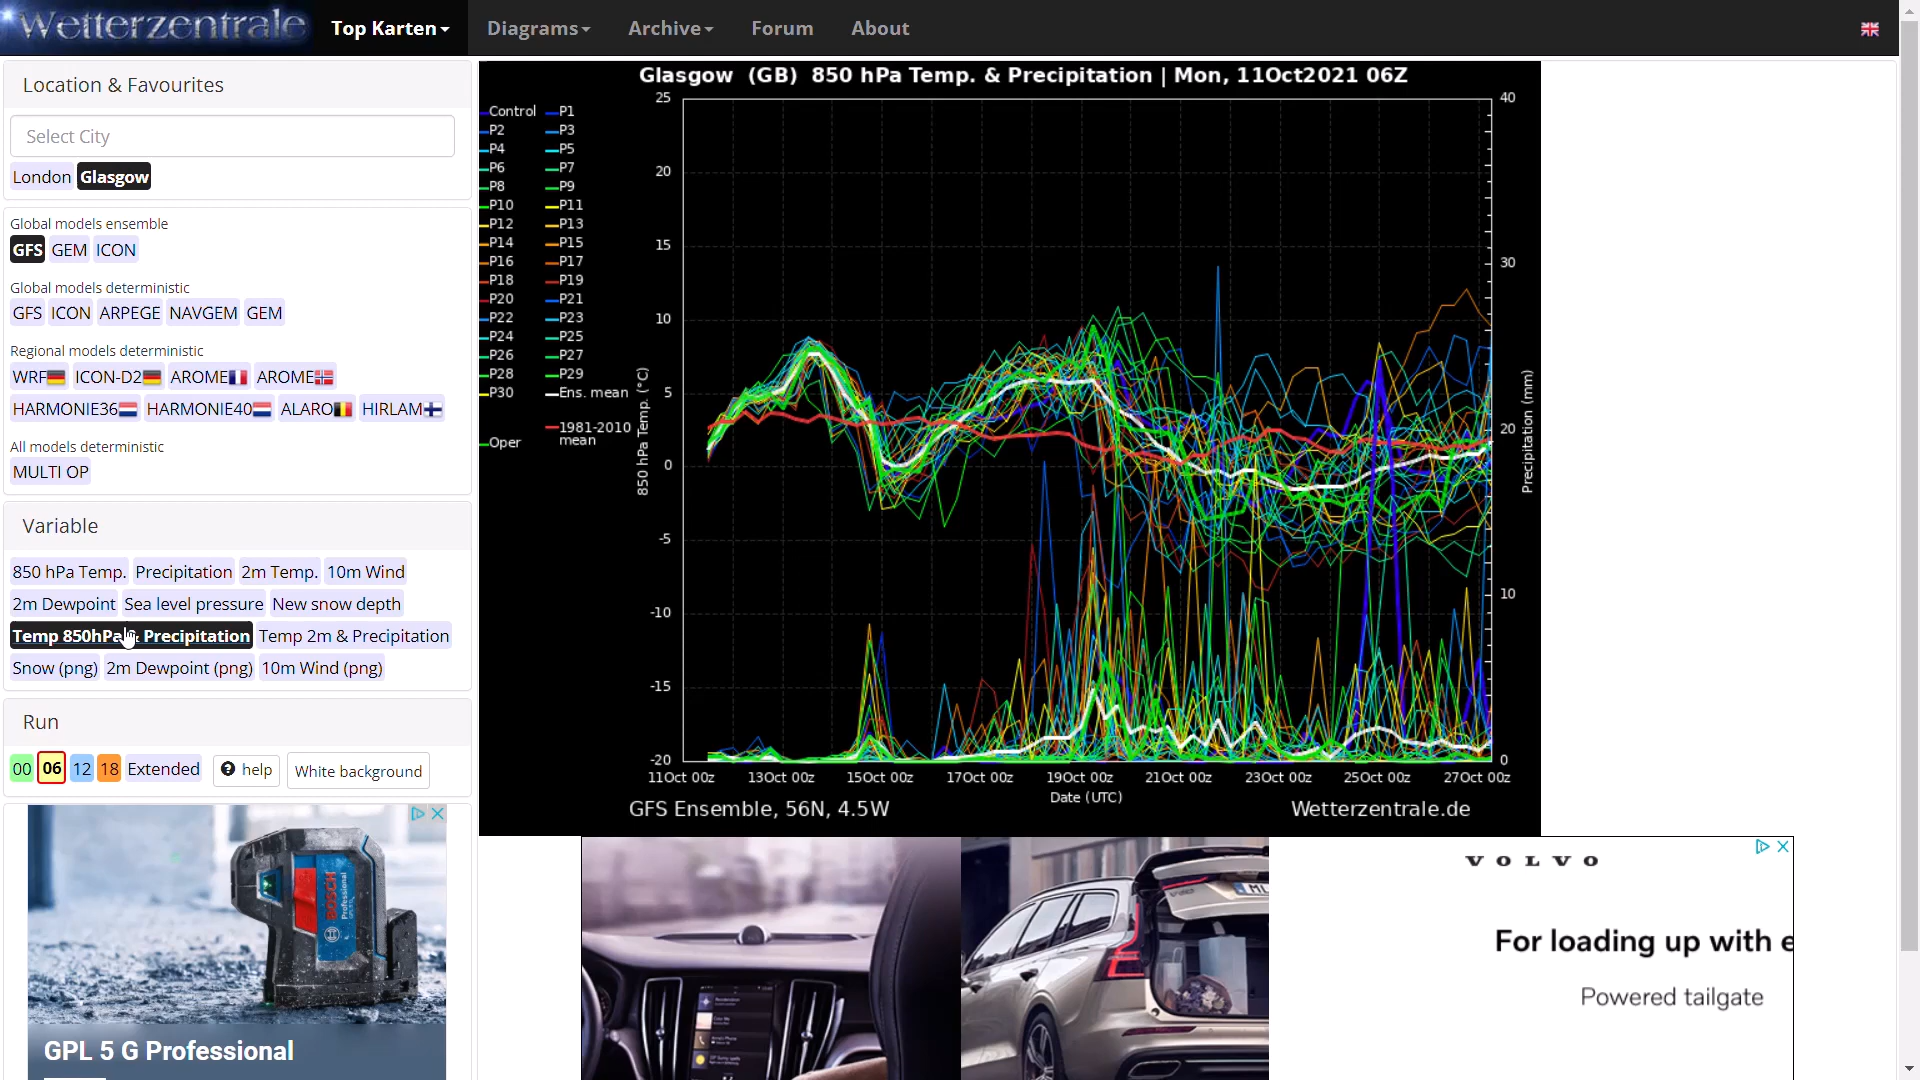 Wetterzentrale
Top Karten
Diagrams
Archive
Forum
About
Location & Favourites
Select City
London Glasgow
Global models ensemble
GFS GEM ICON
Global models deterministic
GFS ICON ARPEGE NAVGEM GEM
Regional models deterministic
WRF ICON-D2 AROME AROME
HARMONIE36 HARMONIE40 ALARO HIRLAM
All models deterministic
MULTI OP
Variable
850 hPa Temp. Precipitation 2m Temp. 10m Wind
2m Dewpoint Sea level pressure New snow depth
Temp 850hPa & Precipitation Temp 2m & Precipitation
Snow (png) 2m Dewpoint (png) 10m Wind (png)
Run
00 06 12 18 Extended help White background
BOSCH
Professional
GPL 5 G Professional
Glasgow (GB) 850 hPa Temp. & Precipitation | Mon, 11Oct2021 06Z
Control P1
P2 P3
P4 P5
P6 P7
P8 P9
P10 P11
P12 P13
P14 P15
P16 P17
P18 P19
P20 P21
P22 P23
P24 P25
P26 P27
P28 P29
P30 Ens. mean
1981-2010
mean
Oper
850 hPa Temp. (°C)
25
20
15
10
5
0
-5
-10
-15
-20
40
30
20
10
0
Precipitation (mm)
11Oct 00z 13Oct 00z 15Oct 00z 17Oct 00z 19Oct 00z 21Oct 00z 23Oct 00z 25Oct 00z 27Oct 00z
Date (UTC)
GFS Ensemble, 56N, 4.5W
Wetterzentrale.de
VOLVO
For loading up with e
Powered tailgate